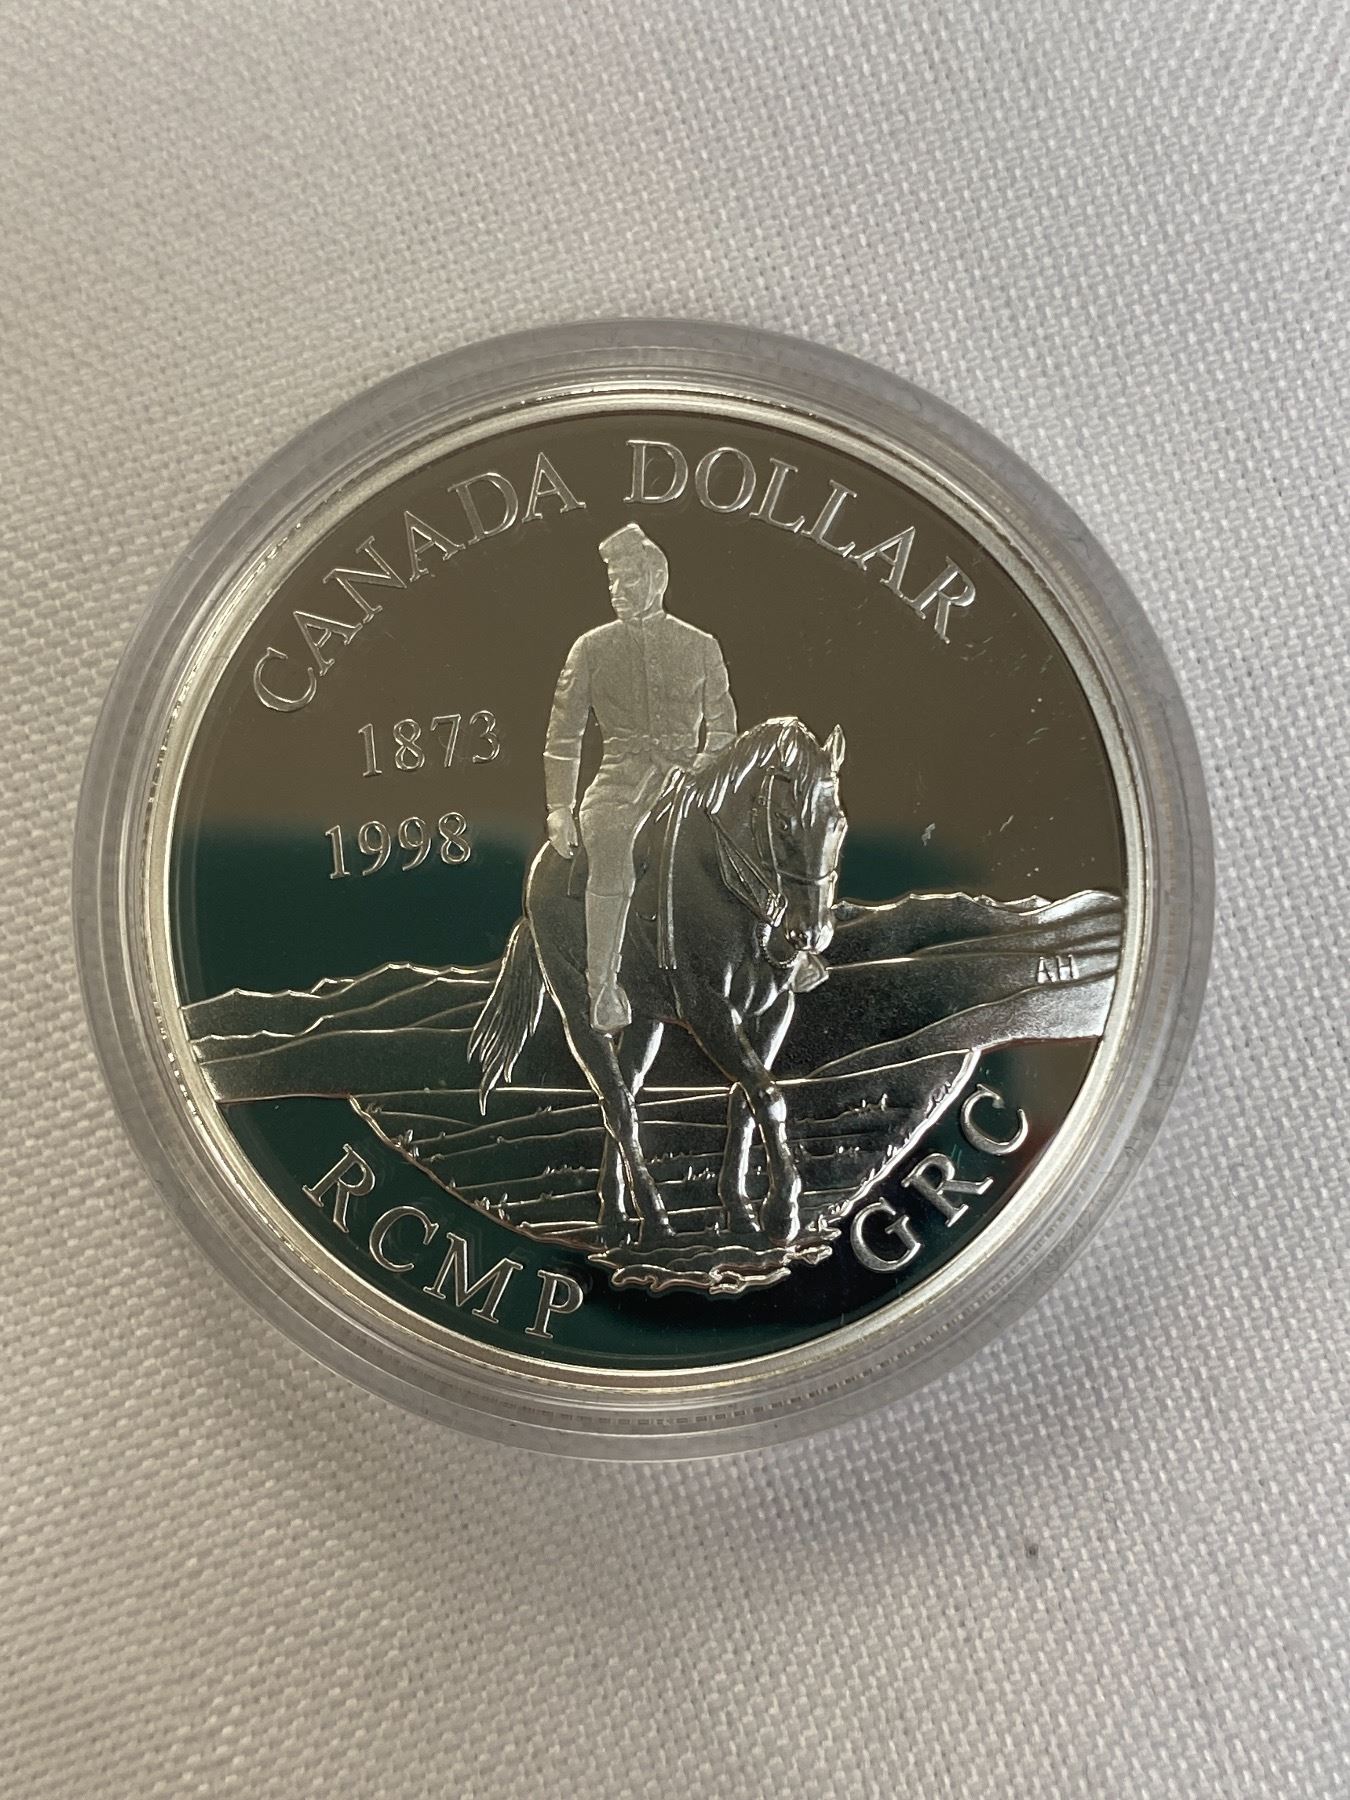 CANADA DOLLAR
1873
1998
AH
RCMP GRC